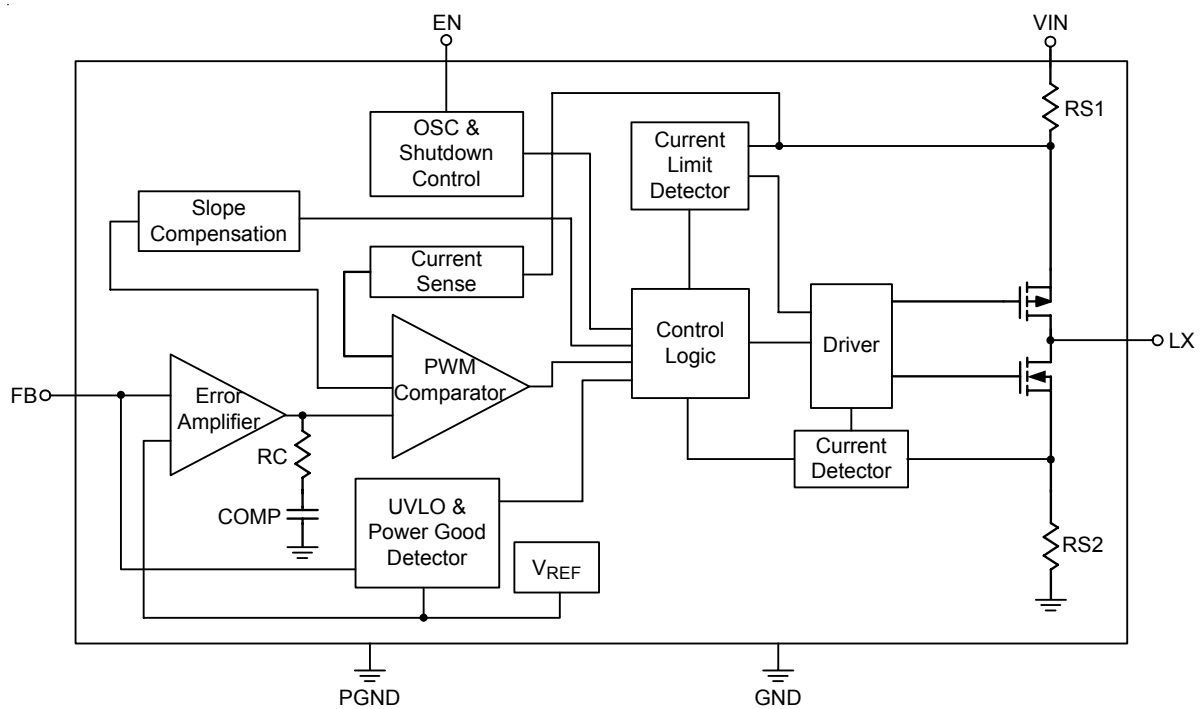 EN
VIN
RS1
OSC &
Shutdown
Control
Current
Limit
Detector
Slope
Compensation
Current
Sense
Control
Logic
Driver
LX
PWM
Comparator
FB
Error
Amplifier
RC
COMP
UVLO &
Power Good
Detector
VREF
Current
Detector
RS2
PGND
GND